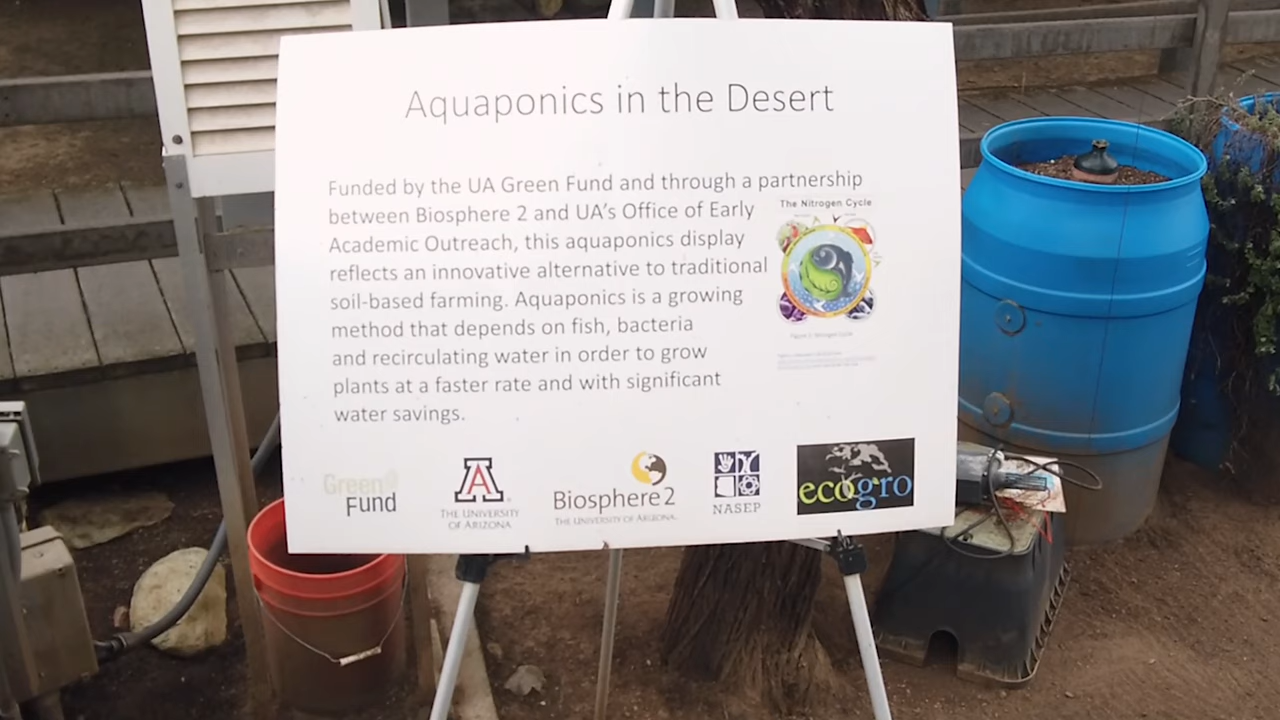 Aquaponics in the Desert
Funded by the UA Green Fund and through a partnership
between Biosphere 2 and UA's Office of Early
Academic Outreach, this aquaponics display
reflects an innovative alternative to traditional
soil-based farming. Aquaponics is a growing
method that depends on fish, bacteria
and recirculating water in order to grow
plants at a faster rate and with significant
water savings.
The Nitrogen Cycle
Green
Fund
A
THE UNIVERSITY
OF ARIZONA
Biosphere 2
THE UNIVERSITY OF ARIZONA
NASEP
ecogro